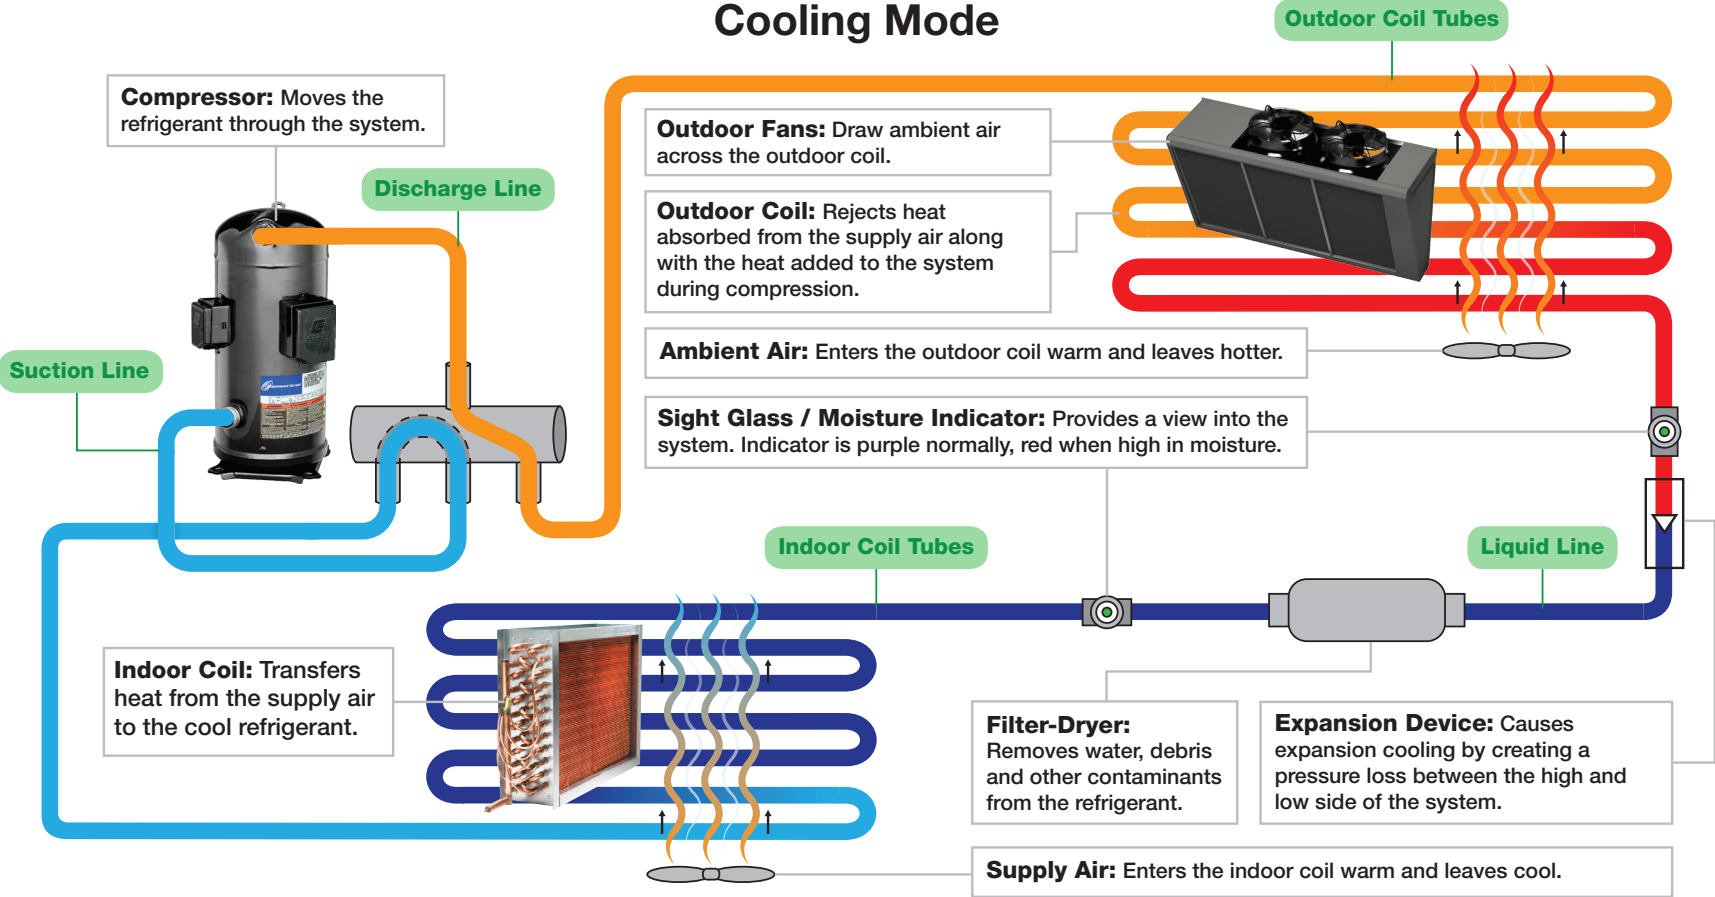 Cooling Mode
Outdoor Coil Tubes
Compressor: Moves the
refrigerant through the system.
Discharge Line
Outdoor Fans: Draw ambient air
across the outdoor coil.
Outdoor Coil: Rejects heat
absorbed from the supply air along
with the heat added to the system
during compression.
Suction Line
Ambient Air: Enters the outdoor coil warm and leaves hotter.
Sight Glass / Moisture Indicator: Provides a view into the
system. Indicator is purple normally, red when high in moisture.
Indoor Coil Tubes
Liquid Line
Indoor Coil: Transfers
heat from the supply air
to the cool refrigerant.
Filter-Dryer:
Removes water, debris
and other contaminants
from the refrigerant.
Expansion Device: Causes
expansion cooling by creating a
pressure loss between the high and
low side of the system.
Supply Air: Enters the indoor coil warm and leaves cool.